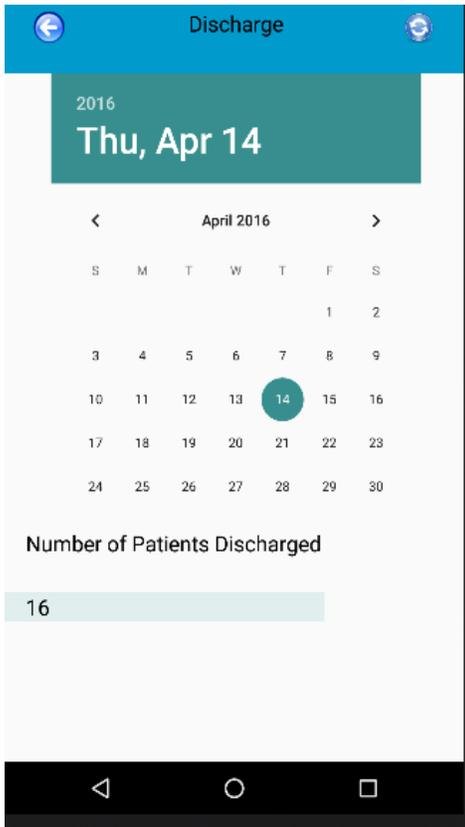 Discharge
2016
Thu, Apr 14
April 2016
S M T W T F S
1 2
3 4 5 6 7 8 9
10 11 12 13 14 15 16
17 18 19 20 21 22 23
24 25 26 27 28 29 30
Number of Patients Discharged
16